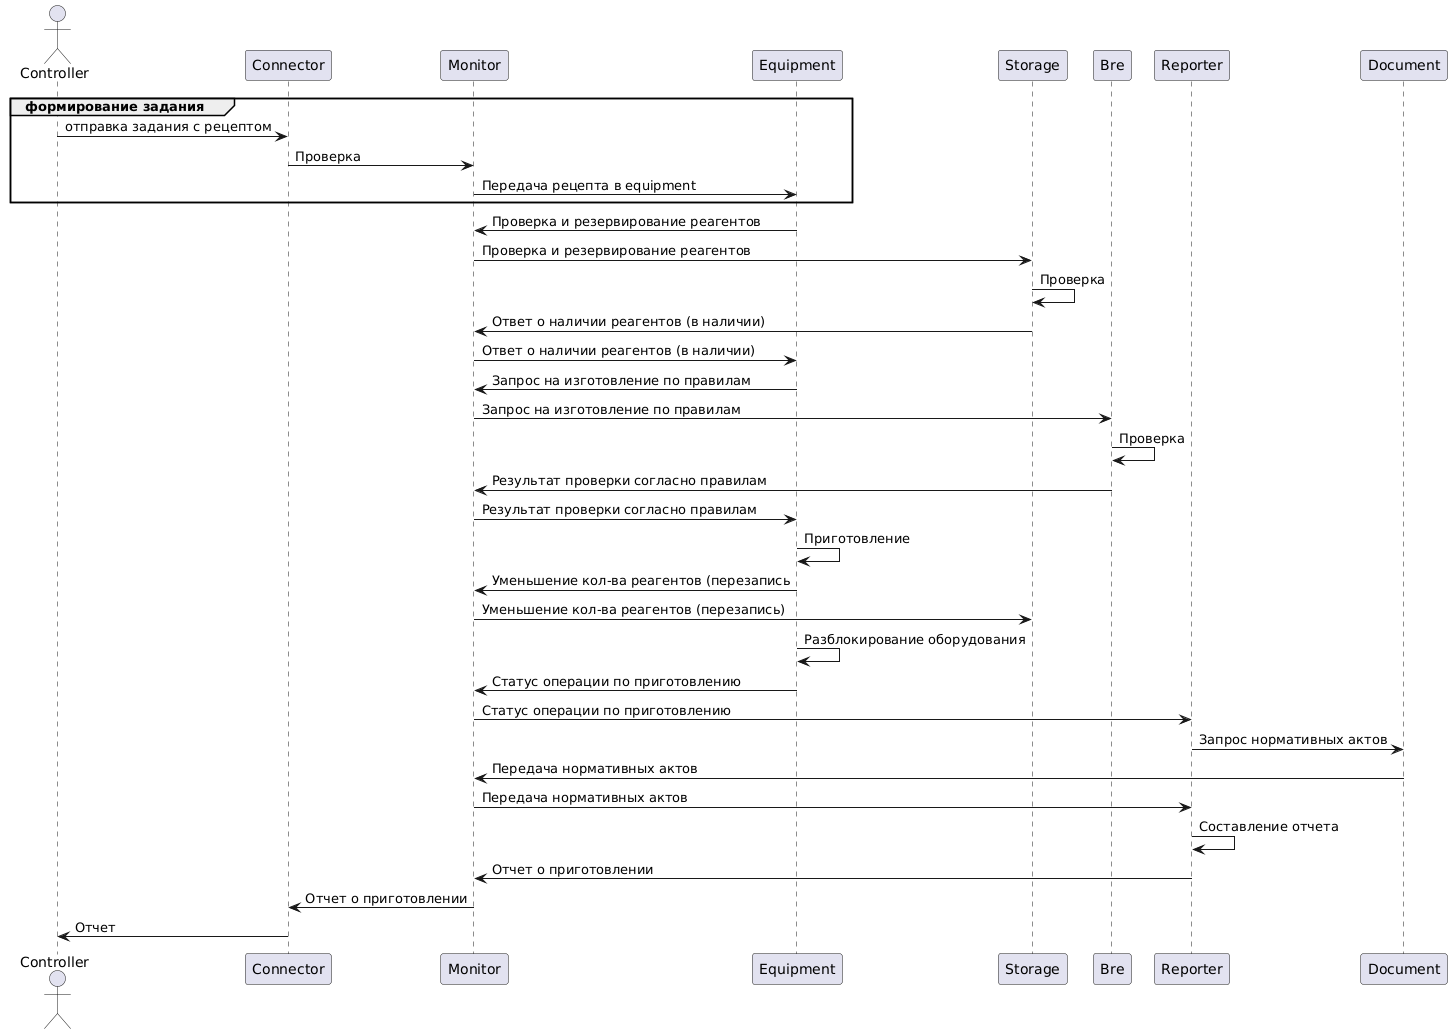 Controller
Connector
Monitor
Equipment
Storage
Bre
Reporter
Document
формирование задания
отправка задания с рецептом
Проверка
Передача рецепта в equipment
Проверка и резервирование реагентов
Проверка и резервирование реагентов
Проверка
Ответ о наличии реагентов (в наличии)
Ответ о наличии реагентов (в наличии)
Запрос на изготовление по правилам
Запрос на изготовление по правилам
Проверка
Результат проверки согласно правилам
Результат проверки согласно правилам
Приготовление
Уменьшение кол-ва реагентов (перезапись
Уменьшение кол-ва реагентов (перезапись)
Разблокирование оборудования
Статус операции по приготовлению
Статус операции по приготовлению
Запрос нормативных актов
Передача нормативных актов
Передача нормативных актов
Составление отчета
Отчет о приготовлении
Отчет о приготовлении
Отчет
Controller
Connector
Monitor
Equipment
Storage
Bre
Reporter
Document